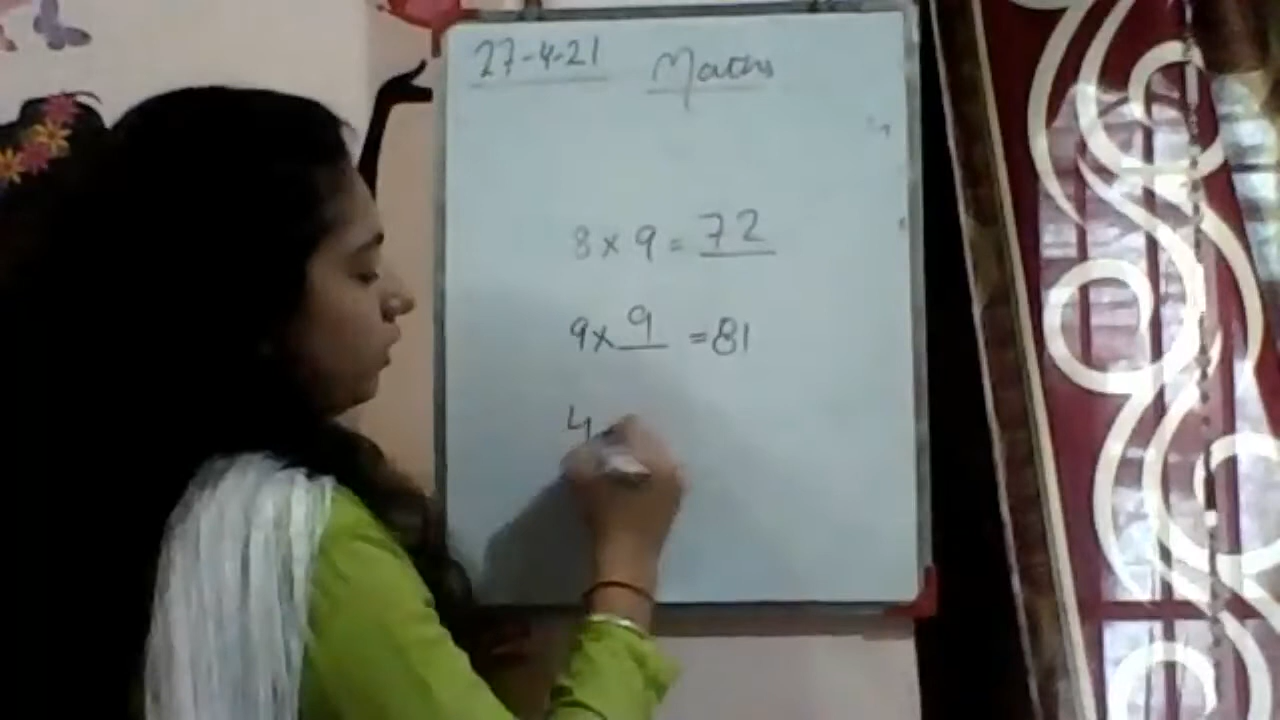 27-4-21 Maths
8 × 9 = 72
9 × 9 = 81
4